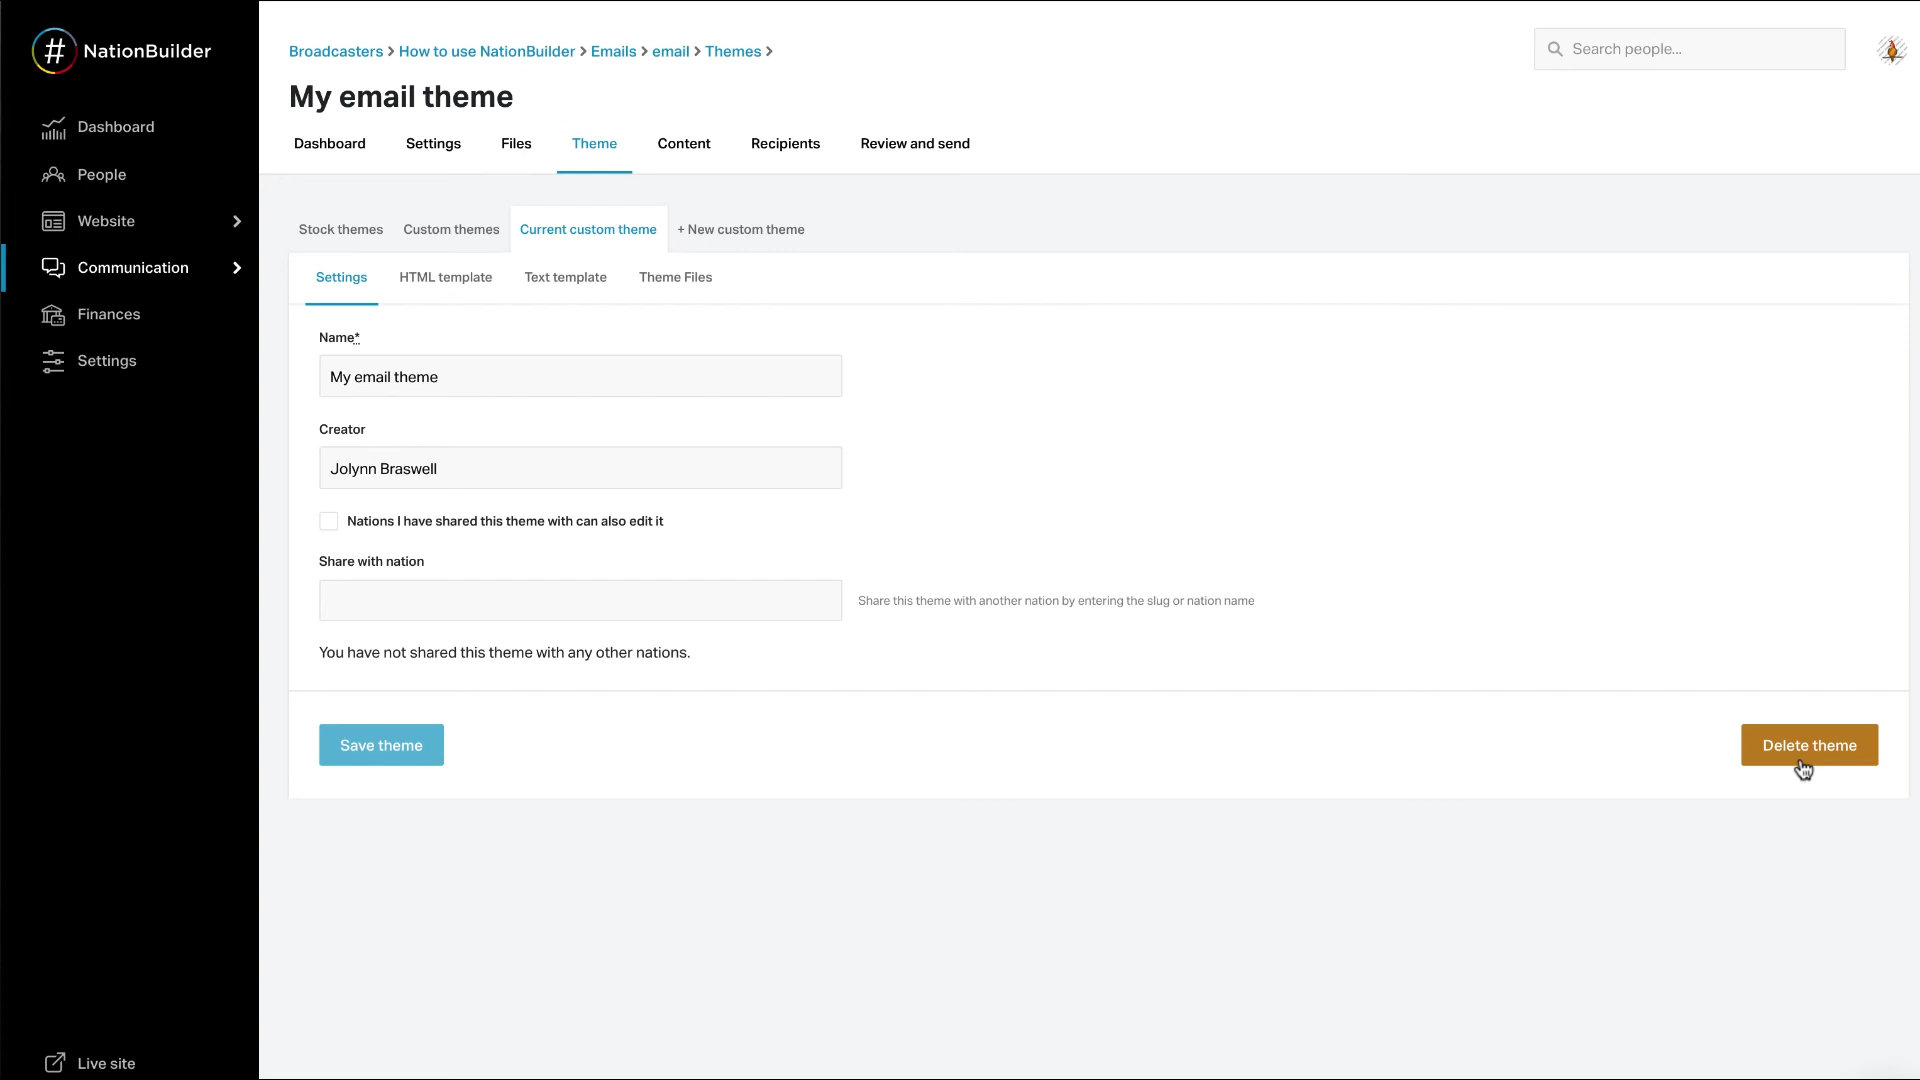 # NationBuilder
Dashboard
People
Website
Communication
Finances
Settings
Live site
Broadcasters > How to use NationBuilder > Emails > email > Themes >
Search people...
My email theme
Dashboard Settings Files Theme Content Recipients Review and send
Stock themes Custom themes Current custom theme + New custom theme
Settings HTML template Text template Theme Files
Name*
My email theme
Creator
Jolynn Braswell
Nations I have shared this theme with can also edit it
Share with nation
Share this theme with another nation by entering the slug or nation name
You have not shared this theme with any other nations.
Save theme
Delete theme